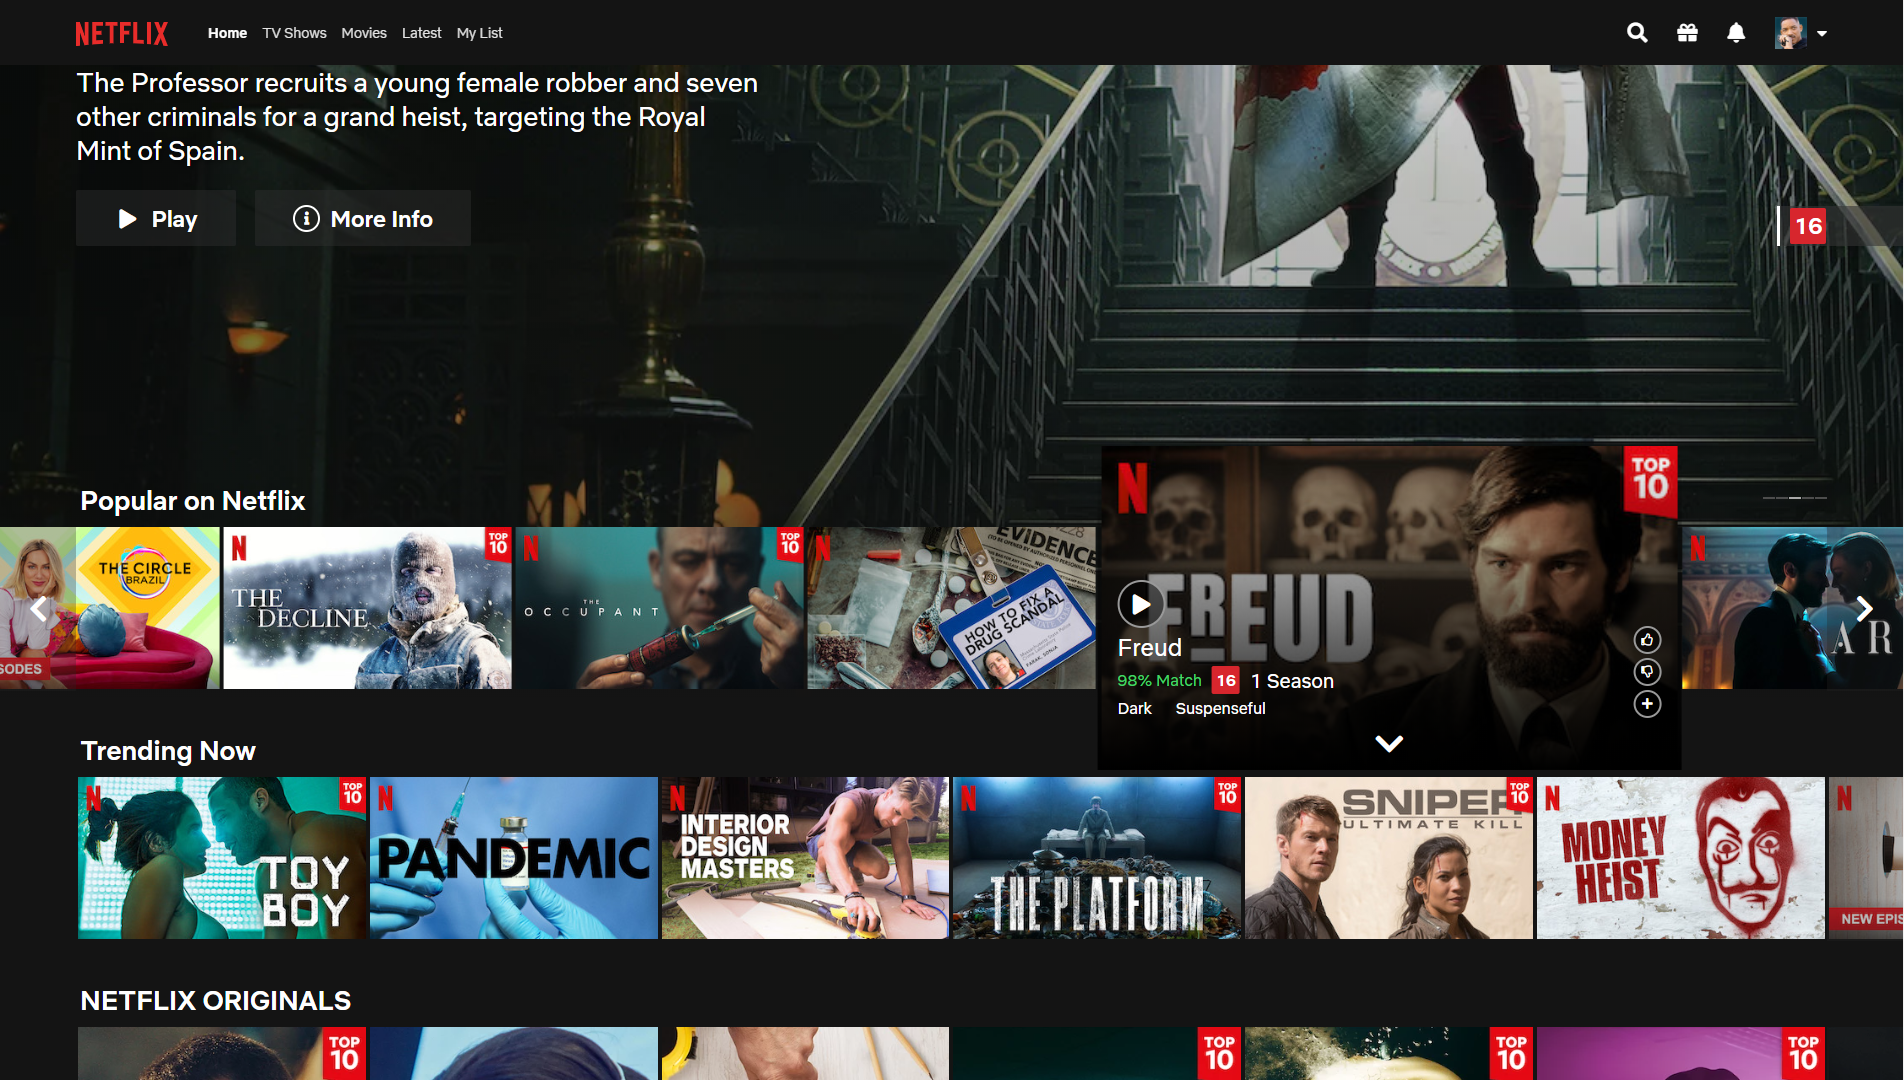 NETFLIX
Home TV Shows Movies Latest My List
The Professor recruits a young female robber and seven
other criminals for a grand heist, targeting the Royal
Mint of Spain.
Play
More Info
16
Popular on Netflix
THE CIRCLE
BRAZIL
SODES
N
THE
DECLINE
TOP
10
N
THE
OCCUPANT
TOP
10
N
EVIDENCE
HOW TO FIX A
DRUG SCANDAL
FARAK, SONJA
N
TOP
10
FREUD
Freud
98% Match 16 1 Season
Dark Suspenseful
N
AR
Trending Now
N
TOP
10
TOY
BOY
N
PANDEMIC
N
INTERIOR
DESIGN
MASTERS
N
TOP
10
THE PLATFORM
SNIPER
ULTIMATE KILL
TOP
10
N
MONEY
HEIST
N
NEW EPIS
NETFLIX ORIGINALS
TOP
10
TOP
10
TOP
10
TOP
10